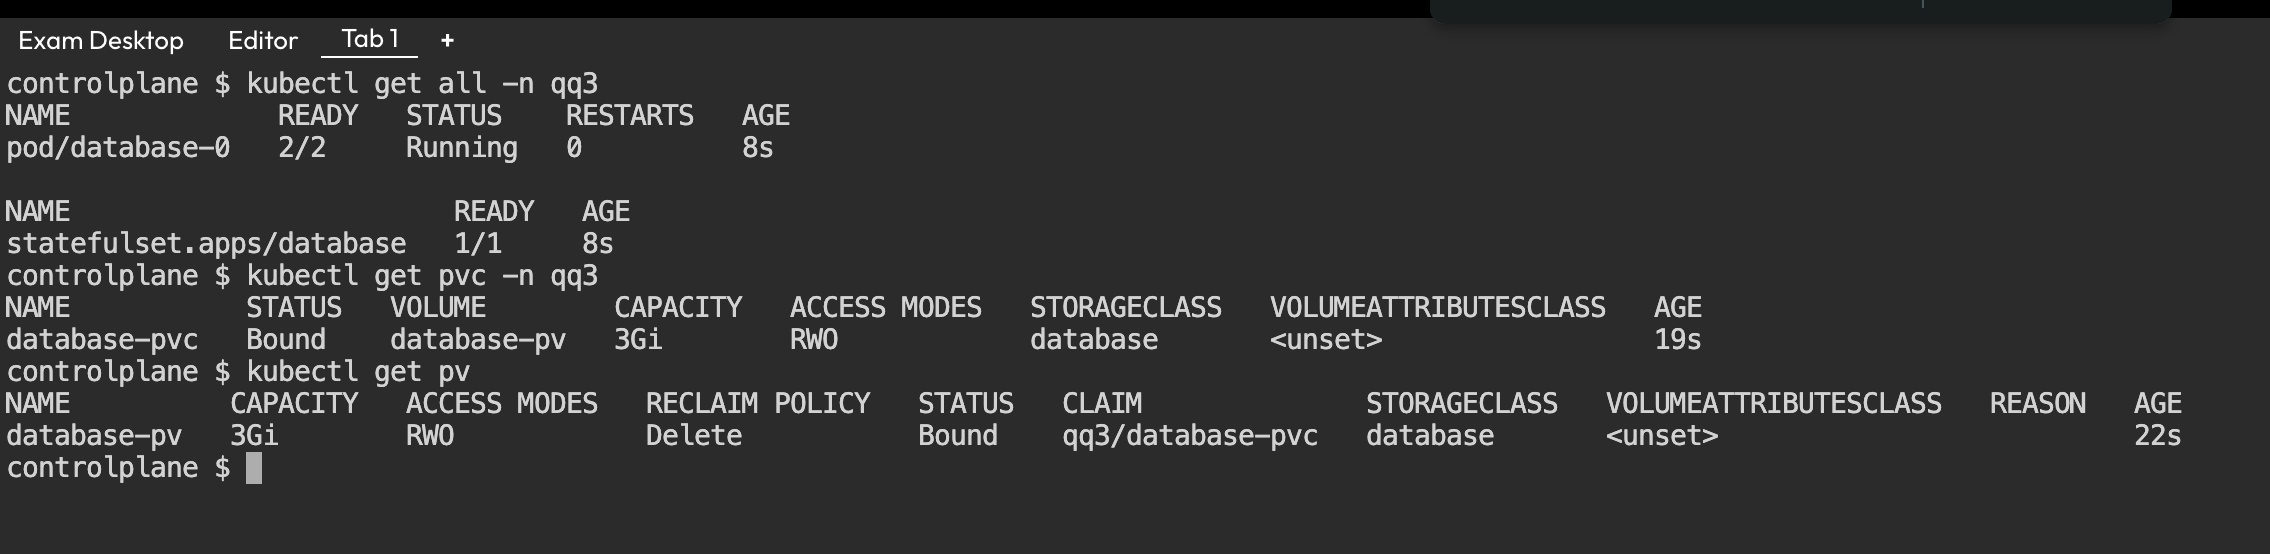 Exam Desktop Editor Tab 1 +
controlplane $ kubectl get all -n qq3
NAME READY STATUS RESTARTS AGE
pod/database-0 2/2 Running 0 8s
NAME READY AGE
statefulset.apps/database 1/1 8s
controlplane $ kubectl get pvc -n qq3
NAME STATUS VOLUME CAPACITY ACCESS MODES STORAGECLASS VOLUMEATTRIBUTESCLASS AGE
database-pvc Bound database-pv 3Gi RWO database <unset> 19s
controlplane $ kubectl get pv
NAME CAPACITY ACCESS MODES RECLAIM POLICY STATUS CLAIM STORAGECLASS VOLUMEATTRIBUTESCLASS REASON AGE
database-pv 3Gi RWO Delete Bound qq3/database-pvc database <unset> 22s
controlplane $